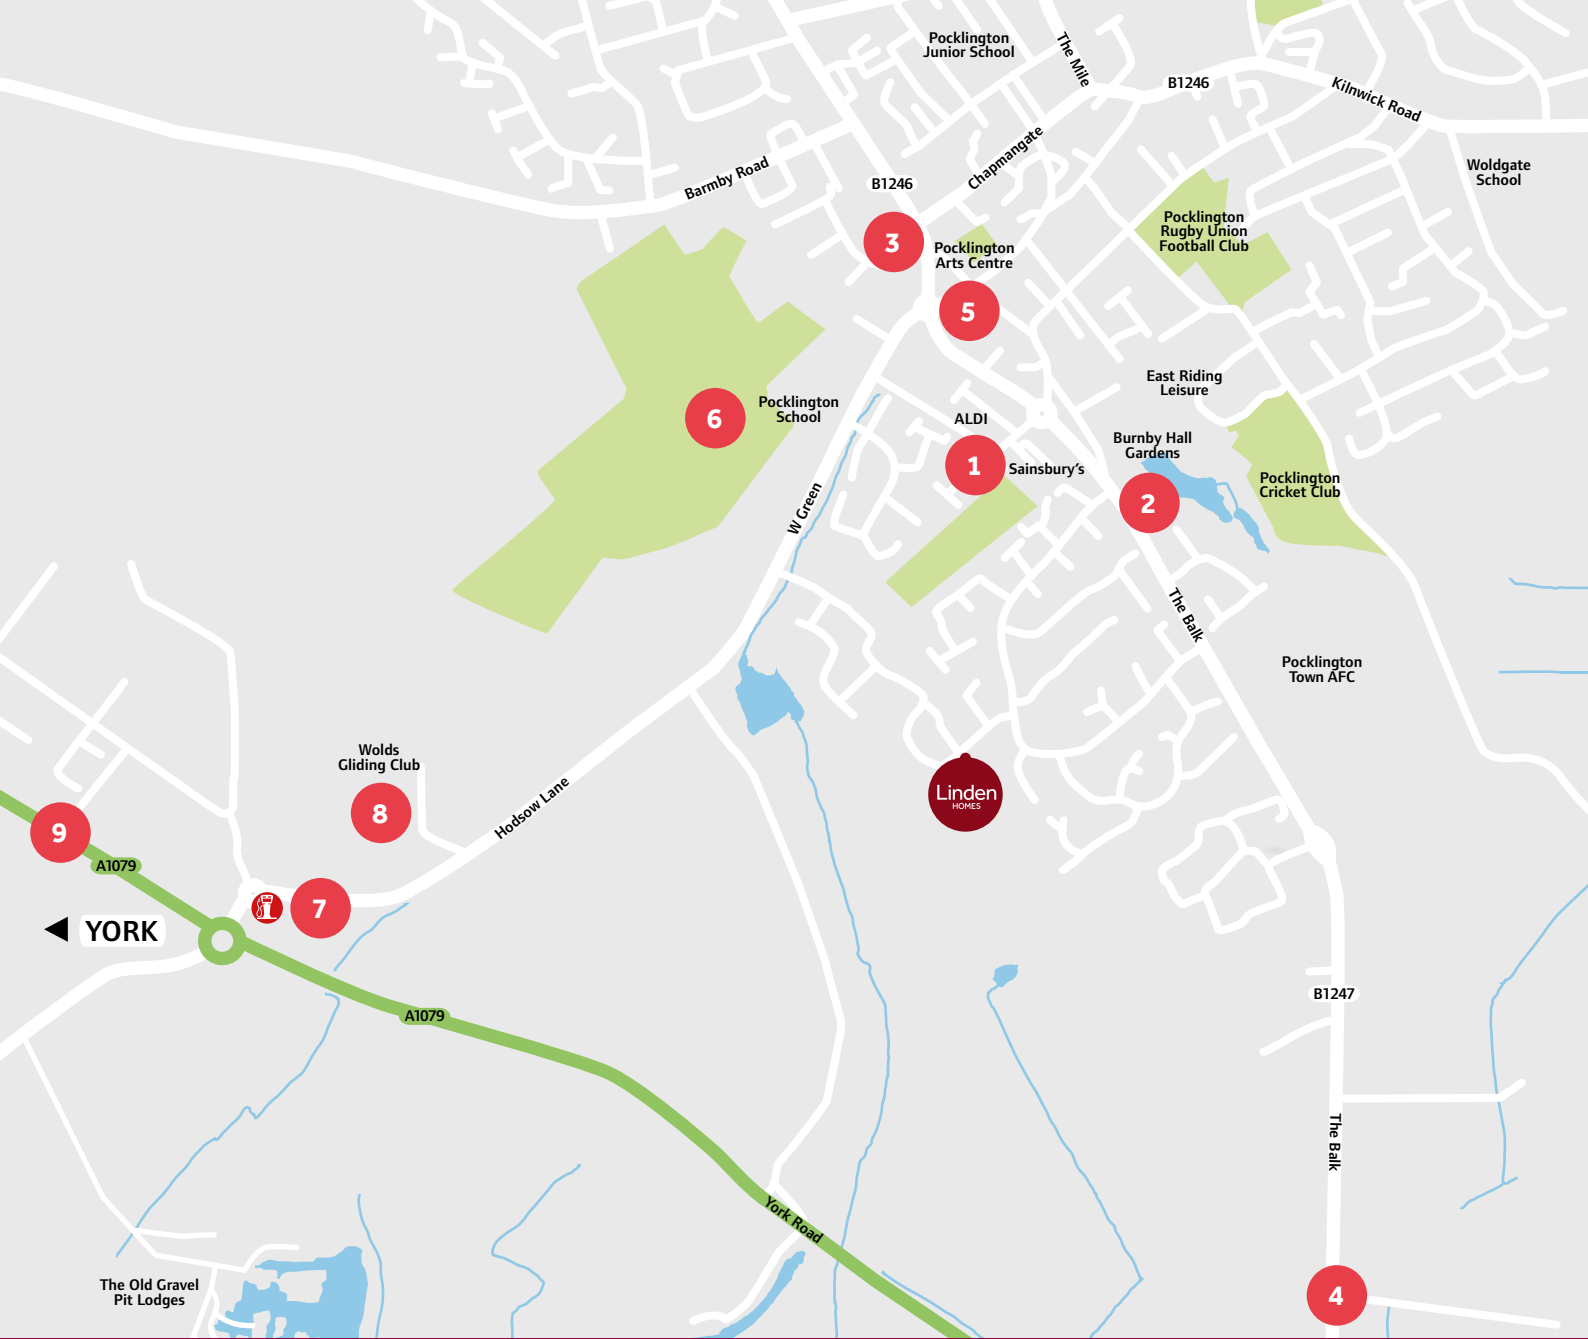 Pocklington
Junior School
The Mile
B1246
Kilnwick Road
Chapmangate
Woldgate
School
Barmby Road
B1246
Pocklington
Rugby Union
Football Club
3
Pocklington
Arts Centre
5
East Riding
Leisure
Pocklington
School
6
ALDI
1
Sainsbury's
Burnby Hall
Gardens
2
Pocklington
Cricket Club
W Green
The Balk
Pocklington
Town AFC
Wolds
Gliding Club
8
Hodsow Lane
Linden
HOMES
9
A1079
7
YORK
A1079
B1247
The Balk
York Road
The Old Gravel
Pit Lodges
4